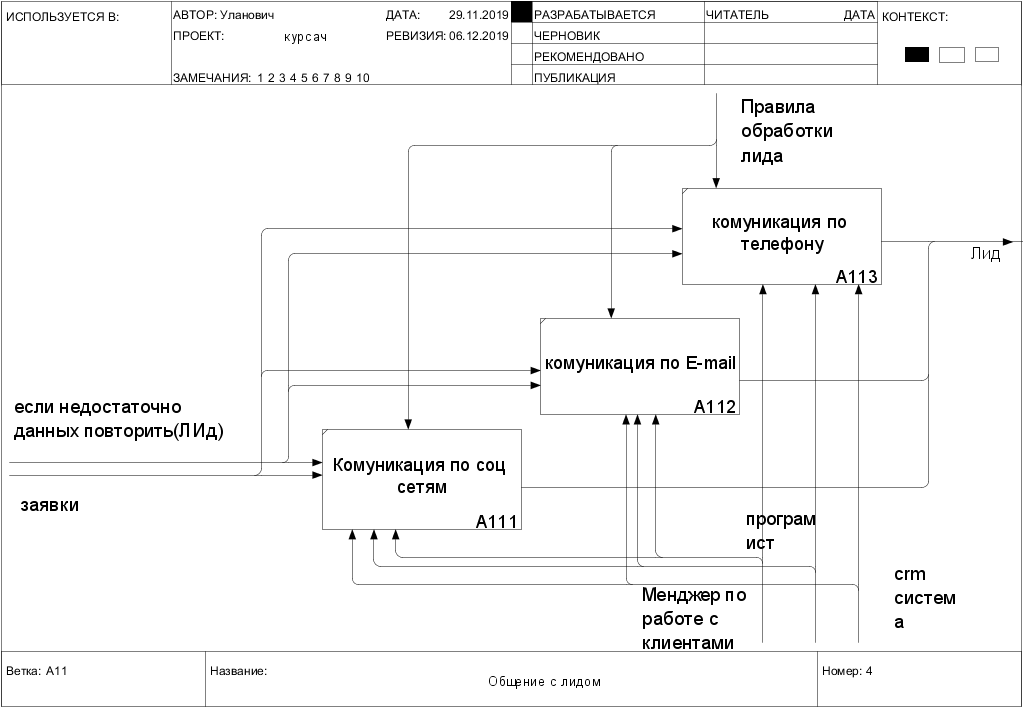 ИСПОЛЬЗУЕТСЯ В:
АВТОР: Уланович
ДАТА: 29.11.2019
РАЗРАБАТЫВАЕТСЯ
ЧИТАТЕЛЬ
ДАТА
КОНТЕКСТ:
ПРОЕКТ: курсач
РЕВИЗИЯ: 06.12.2019
ЧЕРНОВИК
РЕКОМЕНДОВАНО
ЗАМЕЧАНИЯ: 1 2 3 4 5 6 7 8 9 10
ПУБЛИКАЦИЯ
Правила
обработки
лида
комуникация по
телефону
A113
Лид
комуникация по E-mail
A112
если недостаточно
данных повторить(ЛИд)
Комуникация по соц
сетям
A111
заявки
програм
ист
crm
систем
а
Менджер по
работе с
клиентами
Ветка: A11
Название:
Общение с лидом
Номер: 4